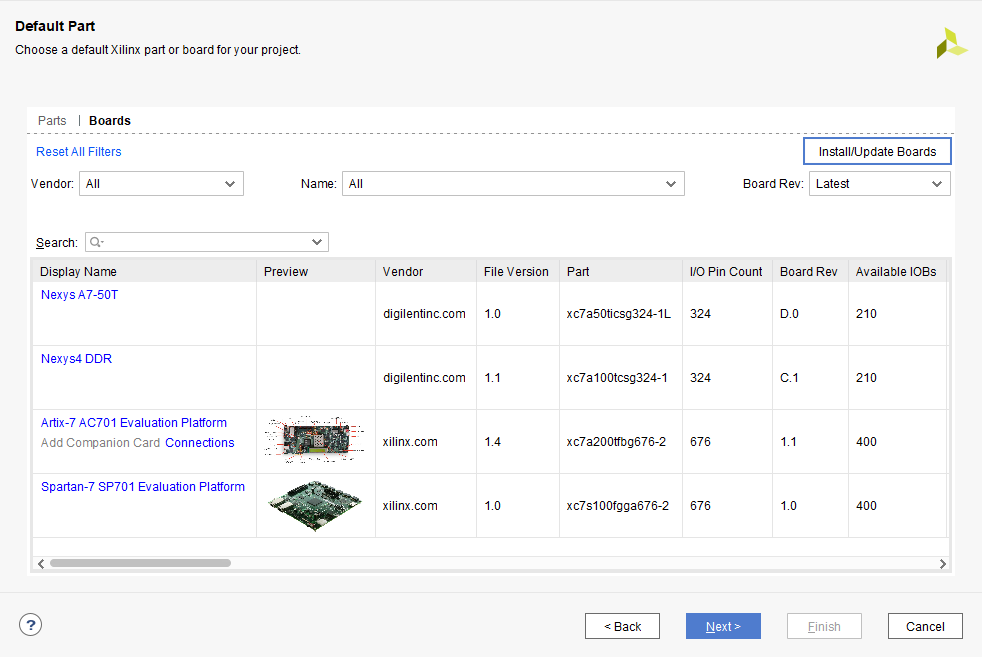 Default Part
Choose a default Xilinx part or board for your project.
Parts | Boards
Reset All Filters Install/Update Boards
Vendor: All Name: All Board Rev: Latest
Search:
Display Name Preview Vendor File Version Part I/O Pin Count Board Rev Available IOBs
Nexys A7-50T digilentinc.com 1.0 xc7a50ticsg324-1L 324 D.0 210
Nexys4 DDR digilentinc.com 1.1 xc7a100tcsg324-1 324 C.1 210
Artix-7 AC701 Evaluation Platform xilinx.com 1.4 xc7a200tfbg676-2 676 1.1 400
Add Companion Card Connections
Spartan-7 SP701 Evaluation Platform xilinx.com 1.0 xc7s100fgga676-2 676 1.0 400
? < Back Next > Finish Cancel